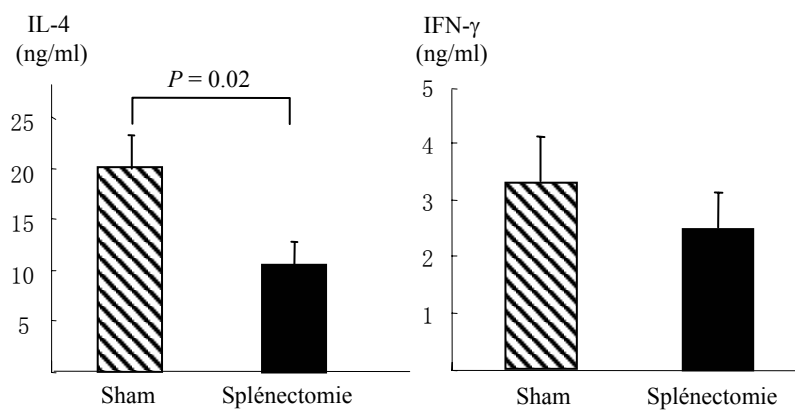 IL-4
(ng/ml)
P = 0.02
25
20
15
10
5
Sham Splénectomie
IFN-γ
(ng/ml)
5
4
3
2
1
Sham Splénectomie